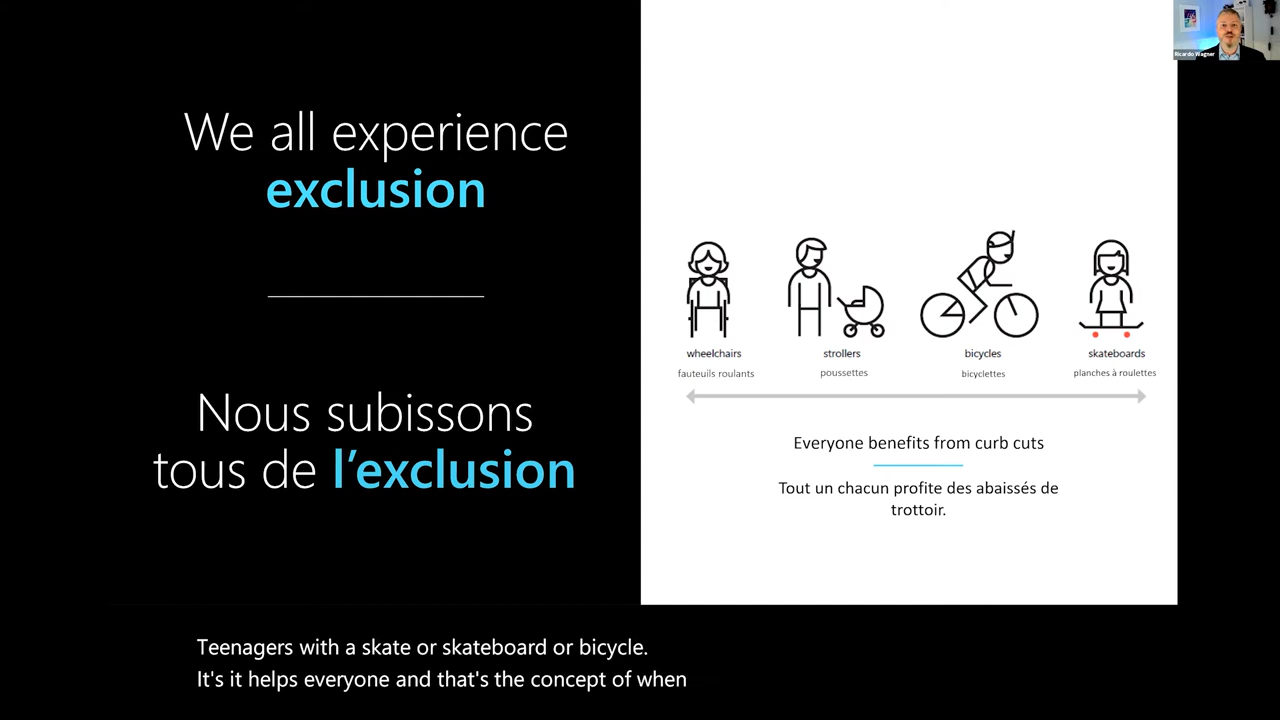 We all experience
exclusion
Nous subissons
tous de l'exclusion
Ricardo Wagner
wheelchairs
fauteuils roulants
strollers
poussettes
bicycles
bicyclettes
skateboards
planches à roulettes
Everyone benefits from curb cuts
Tout un chacun profite des abaissés de
trottoir.
Teenagers with a skate or skateboard or bicycle.
It's it helps everyone and that's the concept of when